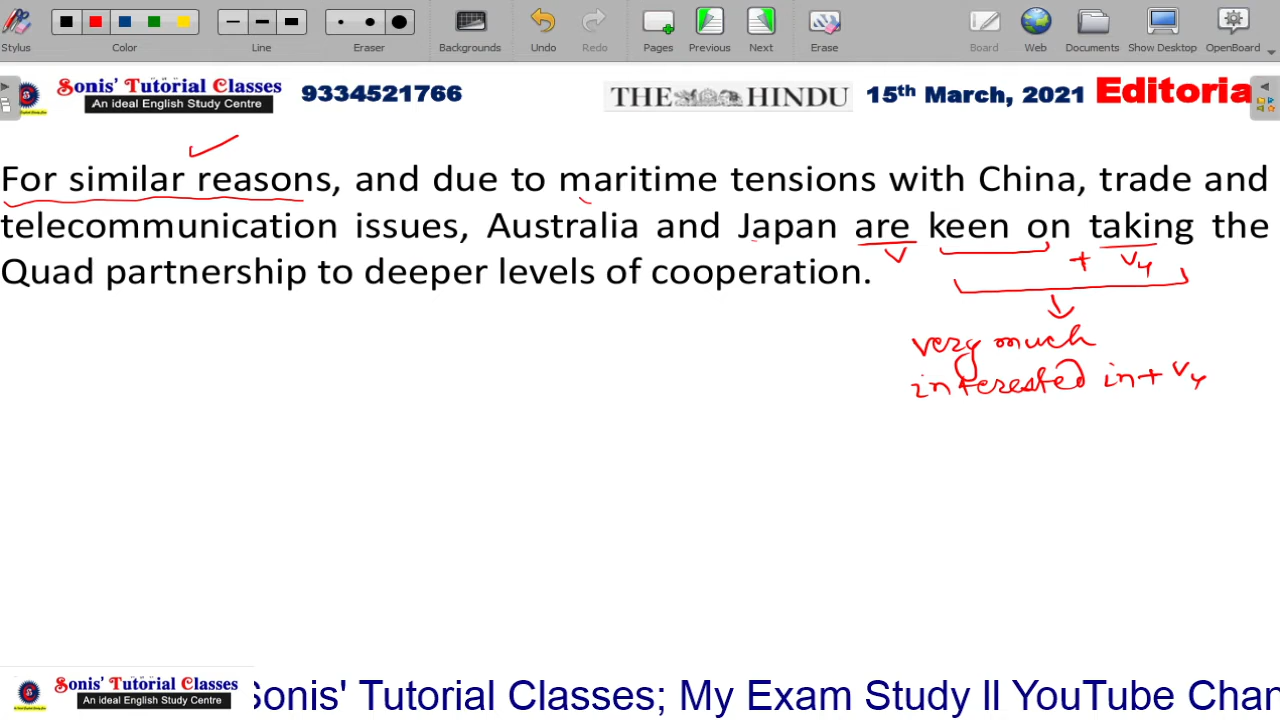 Stylus Color Line Eraser Backgrounds Undo Redo Pages Previous Next Erase Board Web Documents Show Desktop OpenBoard
Sonis' Tutorial Classes
An ideal English Study Centre
9334521766
THE HINDU
15th March, 2021 Editoria
For similar reasons, and due to maritime tensions with China, trade and
telecommunication issues, Australia and Japan are keen on taking the
Quad partnership to deeper levels of cooperation.
V + V4
very much
interested in + V4
Sonis' Tutorial Classes
An ideal English Study Centre
Sonis' Tutorial Classes; My Exam Study ll YouTube Chan